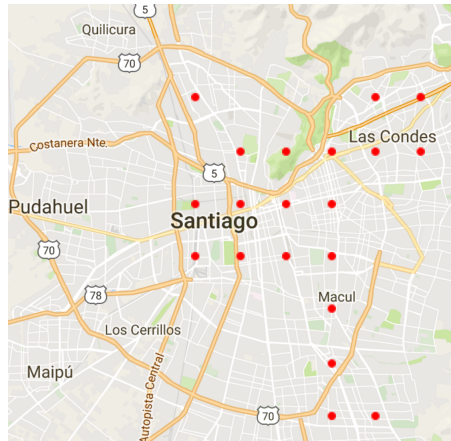 5
Quilicura
70
Las Condes
Costanera Nte.
5
Pudahuel
Santiago
70
78
Macul
Los Cerrillos
Maipú
Autopista Central
70